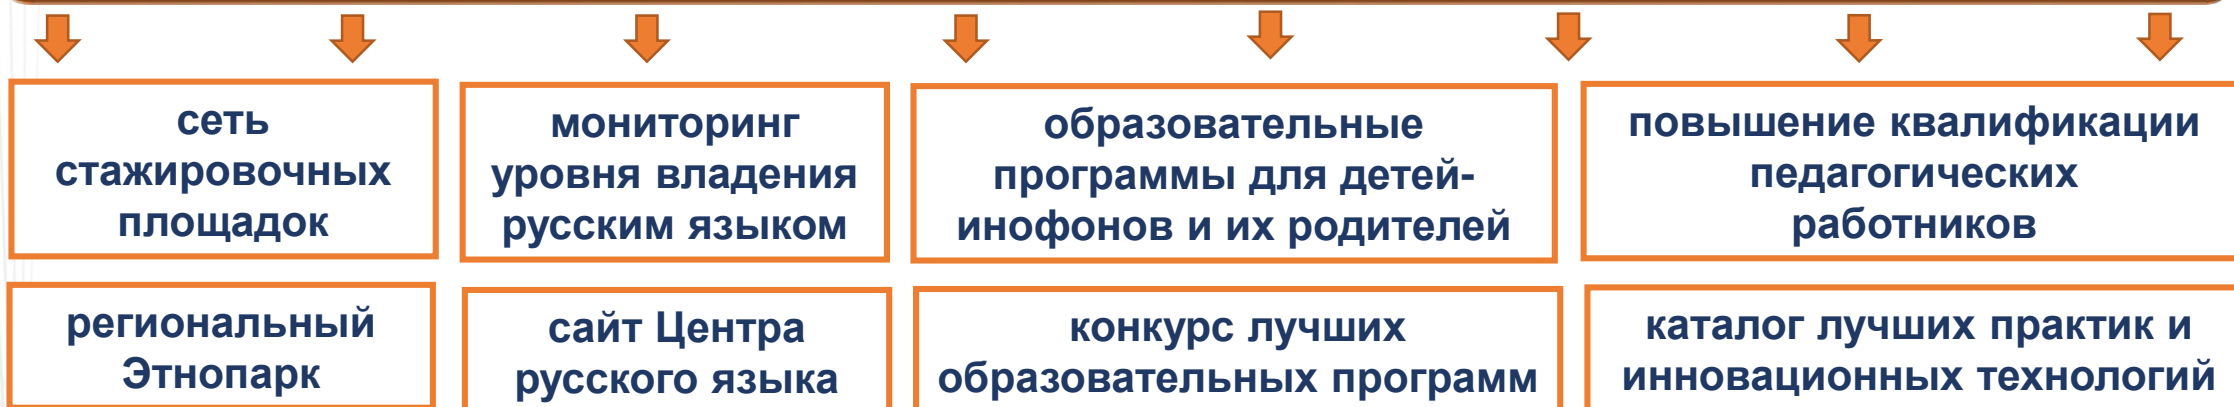 сеть
стажировочных
площадок
мониторинг
уровня владения
русским языком
образовательные
программы для детей-
инофонов и их родителей
повышение квалификации
педагогических
работников
региональный
Этнопарк
сайт Центра
русского языка
конкурс лучших
образовательных программ
каталог лучших практик и
инновационных технологий